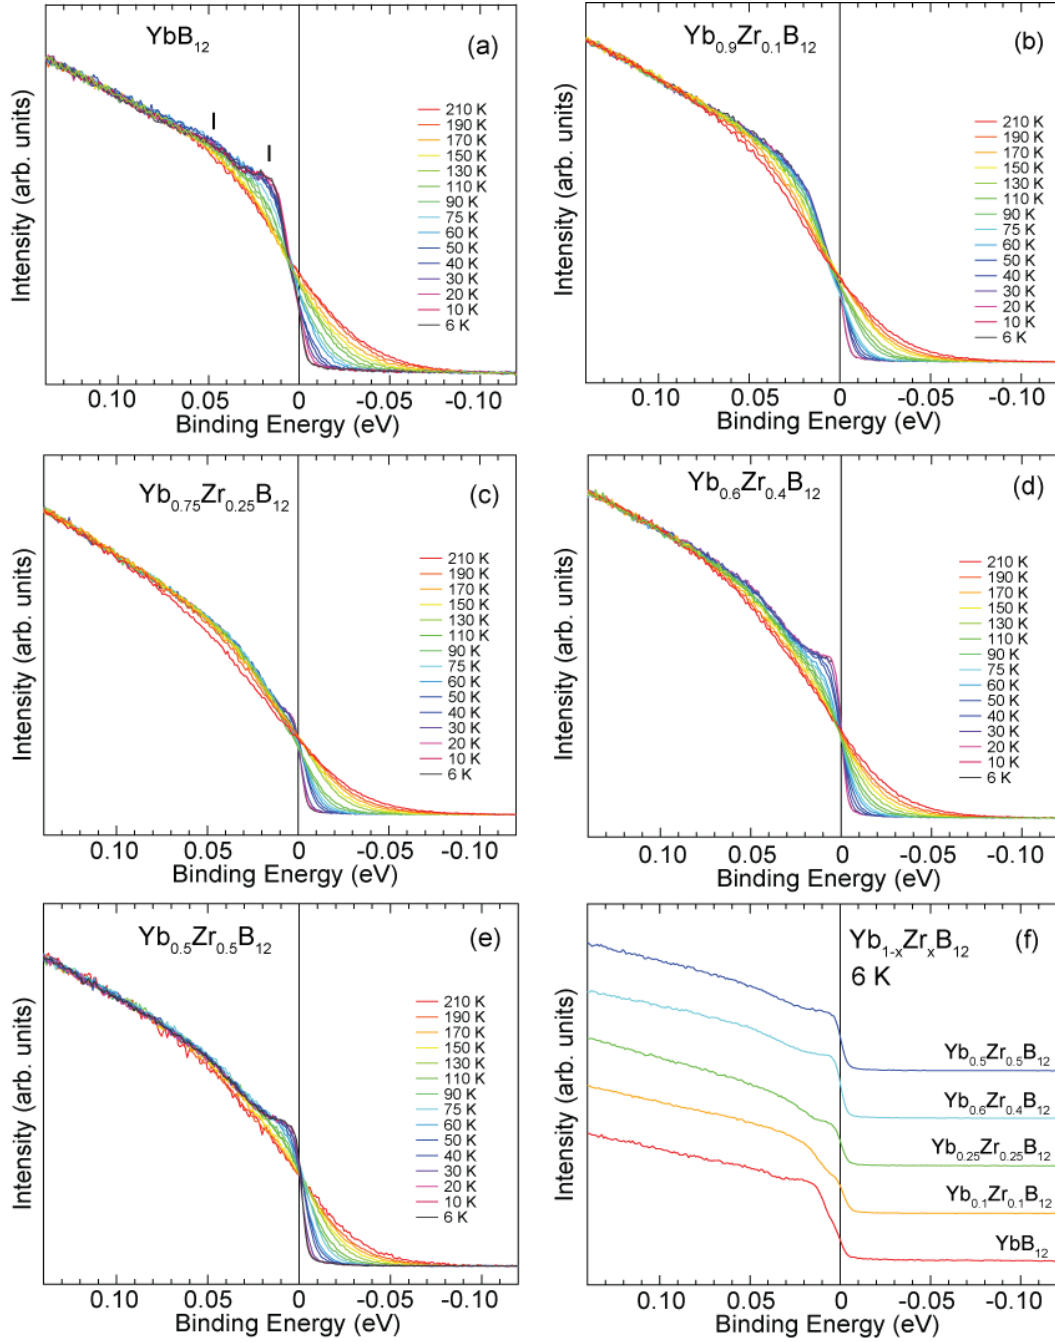 YbB12
(a)
210 K
190 K
170 K
150 K
130 K
110 K
90 K
75 K
60 K
50 K
40 K
30 K
20 K
10 K
6 K
Intensity (arb. units)
0.10 0.05 0 -0.05 -0.10
Binding Energy (eV)
Yb0.9Zr0.1B12
(b)
210 K
190 K
170 K
150 K
130 K
110 K
90 K
75 K
60 K
50 K
40 K
30 K
20 K
10 K
6 K
Intensity (arb. units)
0.10 0.05 0 -0.05 -0.10
Binding Energy (eV)
Yb0.75Zr0.25B12
(c)
210 K
190 K
170 K
150 K
130 K
110 K
90 K
75 K
60 K
50 K
40 K
30 K
20 K
10 K
6 K
Intensity (arb. units)
0.10 0.05 0 -0.05 -0.10
Binding Energy (eV)
Yb0.6Zr0.4B12
(d)
210 K
190 K
170 K
150 K
130 K
110 K
90 K
75 K
60 K
50 K
40 K
30 K
20 K
10 K
6 K
Intensity (arb. units)
0.10 0.05 0 -0.05 -0.10
Binding Energy (eV)
Yb0.5Zr0.5B12
(e)
210 K
190 K
170 K
150 K
130 K
110 K
90 K
75 K
60 K
50 K
40 K
30 K
20 K
10 K
6 K
Intensity (arb. units)
0.10 0.05 0 -0.05 -0.10
Binding Energy (eV)
Yb1-xZrxB12
(f)
6 K
Yb0.5Zr0.5B12
Yb0.6Zr0.4B12
Yb0.25Zr0.25B12
Yb0.1Zr0.1B12
YbB12
Intensity (arb. units)
0.10 0.05 0 -0.05 -0.10
Binding Energy (eV)